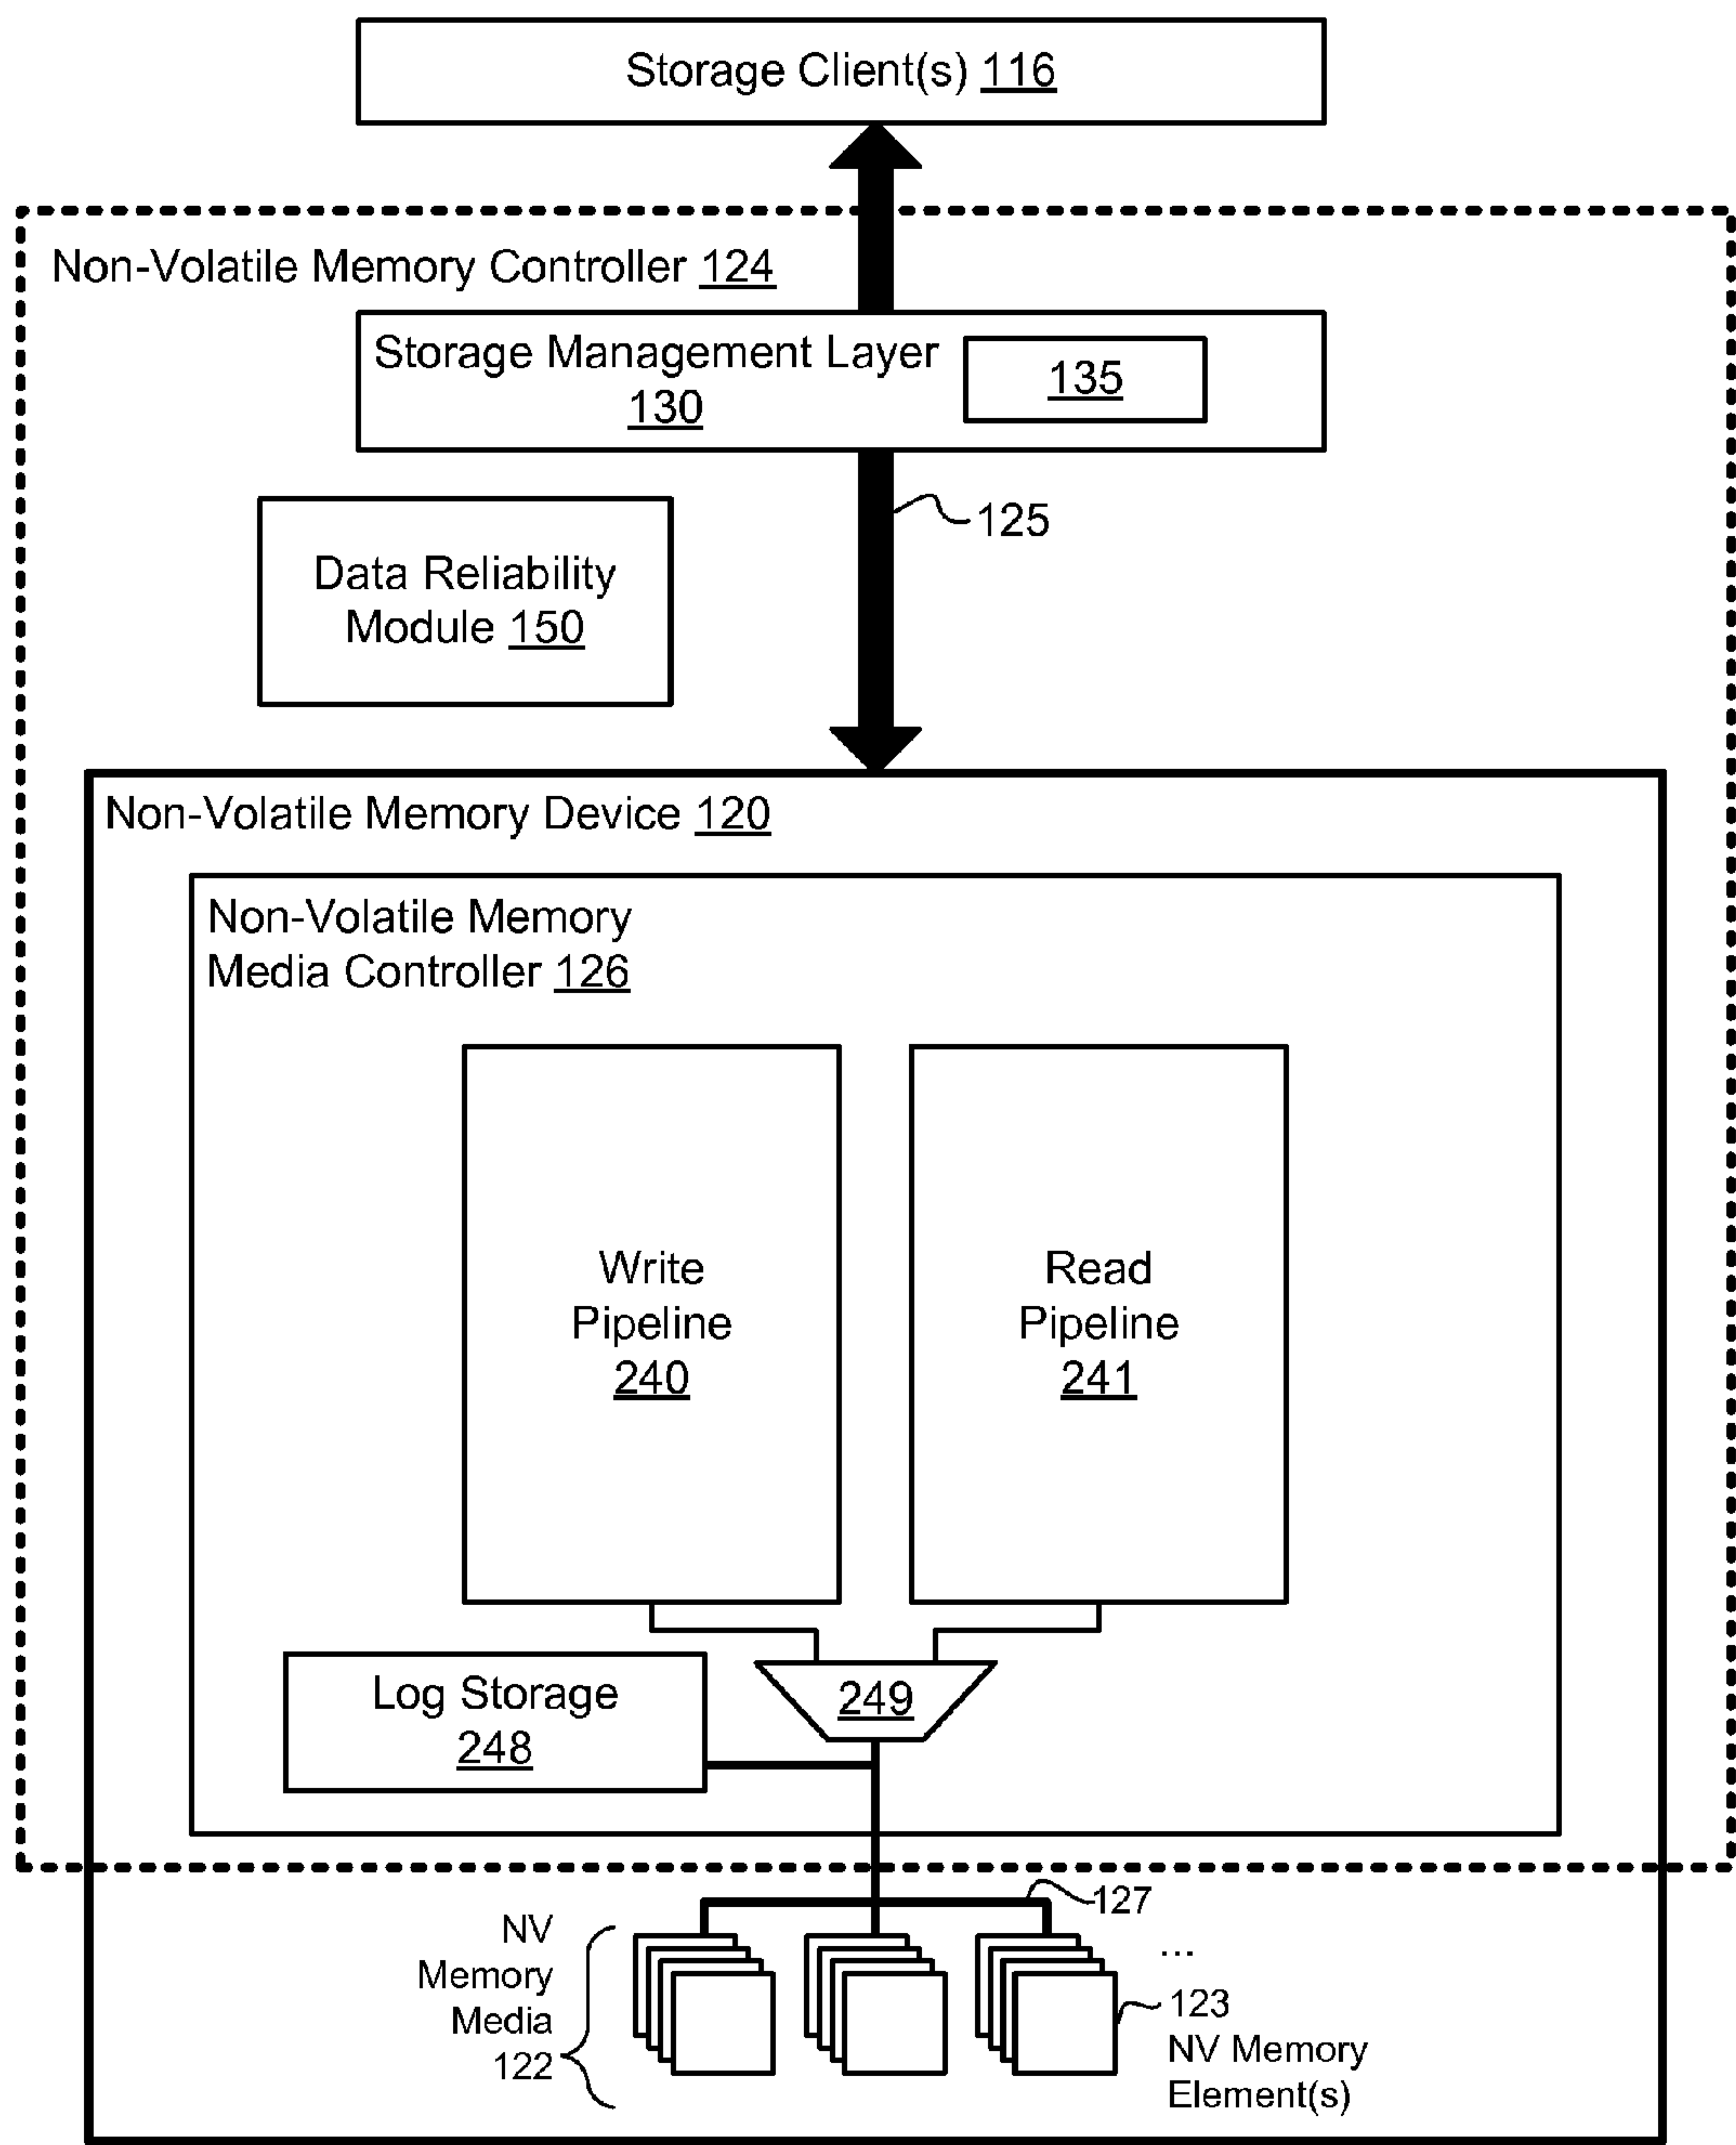 Storage Client(s) 116
Non-Volatile Memory Controller 124
Storage Management Layer
130
135
125
Data Reliability
Module 150
Non-Volatile Memory Device 120
Non-Volatile Memory
Media Controller 126
Write
Pipeline
240
Read
Pipeline
241
Log Storage
248
249
127
NV
Memory
Media
122
...
123
NV Memory
Element(s)